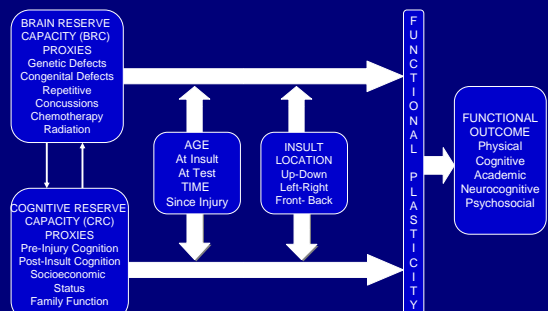 BRAIN RESERVE
CAPACITY (BRC)
PROXIES
Genetic Defects
Congenital Defects
Repetitive
Concussions
Chemotherapy
Radiation
COGNITIVE RESERVE
CAPACITY (CRC)
PROXIES
Pre-Injury Cognition
Post-Insult Cognition
Socioeconomic
Status
Family Function
AGE
At Insult
At Test
TIME
Since Injury
INSULT
LOCATION
Up-Down
Left-Right
Front- Back
FUNCTIONAL PLASTICITY
FUNCTIONAL
OUTCOME
Physical
Cognitive
Academic
Neurocognitive
Psychosocial